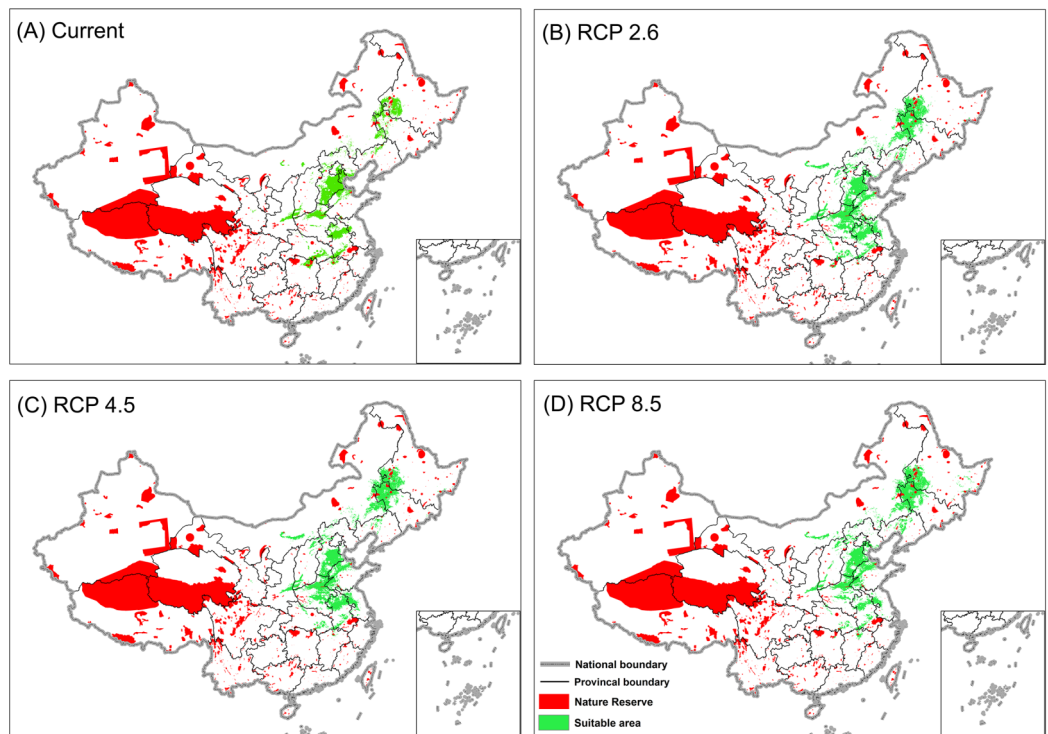 (A) Current
(B) RCP 2.6
(C) RCP 4.5
(D) RCP 8.5
National boundary
Provincal boundary
Nature Reserve
Suitable area